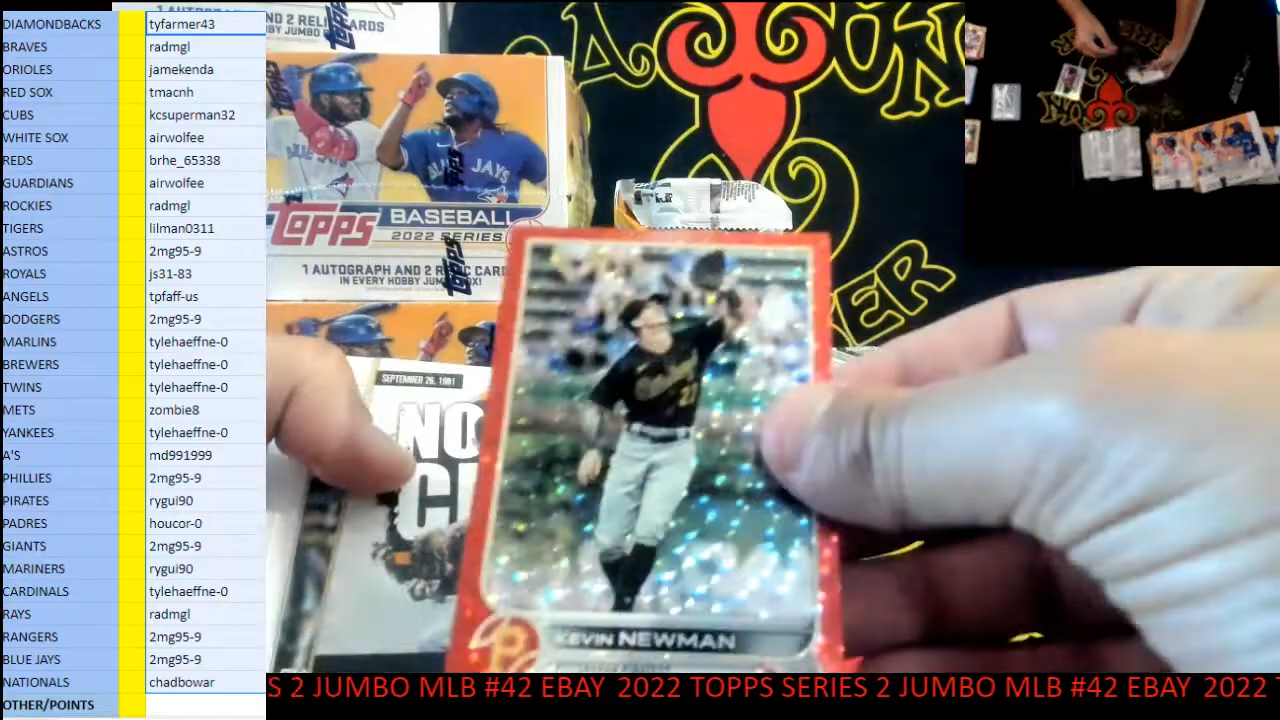 DIAMONDBACKS tyfarmer43
BRAVES radmgl
ORIOLES jamekenda
RED SOX tmacnh
CUBS kcsuperman32
WHITE SOX airwolfee
REDS brhe_65338
GUARDIANS airwolfee
radmgl
TIGERS lilman0311
ASTROS 2mg95-9
ROYALS js31-83
ANGELS tpfaff-us
DODGERS 2mg95-9
MARLINS tylehaeffne-0
BREWERS tylehaeffne-0
TWINS tylehaeffne-0
METS zombie8
YANKEES tylehaeffne-0
A'S md991999
PHILLIES 2mg95-9
PIRATES rygui90
PADRES houcor-0
GIANTS 2mg95-9
MARINERS rygui90
CARDINALS tylehaeffne-0
RAYS radmgl
RANGERS 2mg95-9
BLUE JAYS 2mg95-9
NATIONALS chadbowar
OTHER/POINTS
JAYS
TOPPS BASEBALL
2022 SERIES
1 AUTOGRAPH AND 2 RELIC CARDS
IN EVERY HOBBY JUMBO BOX!
topps
SEPTEMBER 26, 1981
NO
KEVIN NEWMAN
S 2 JUMBO MLB #42 EBAY 2022 TOPPS SERIES 2 JUMBO MLB #42 EBAY 2022